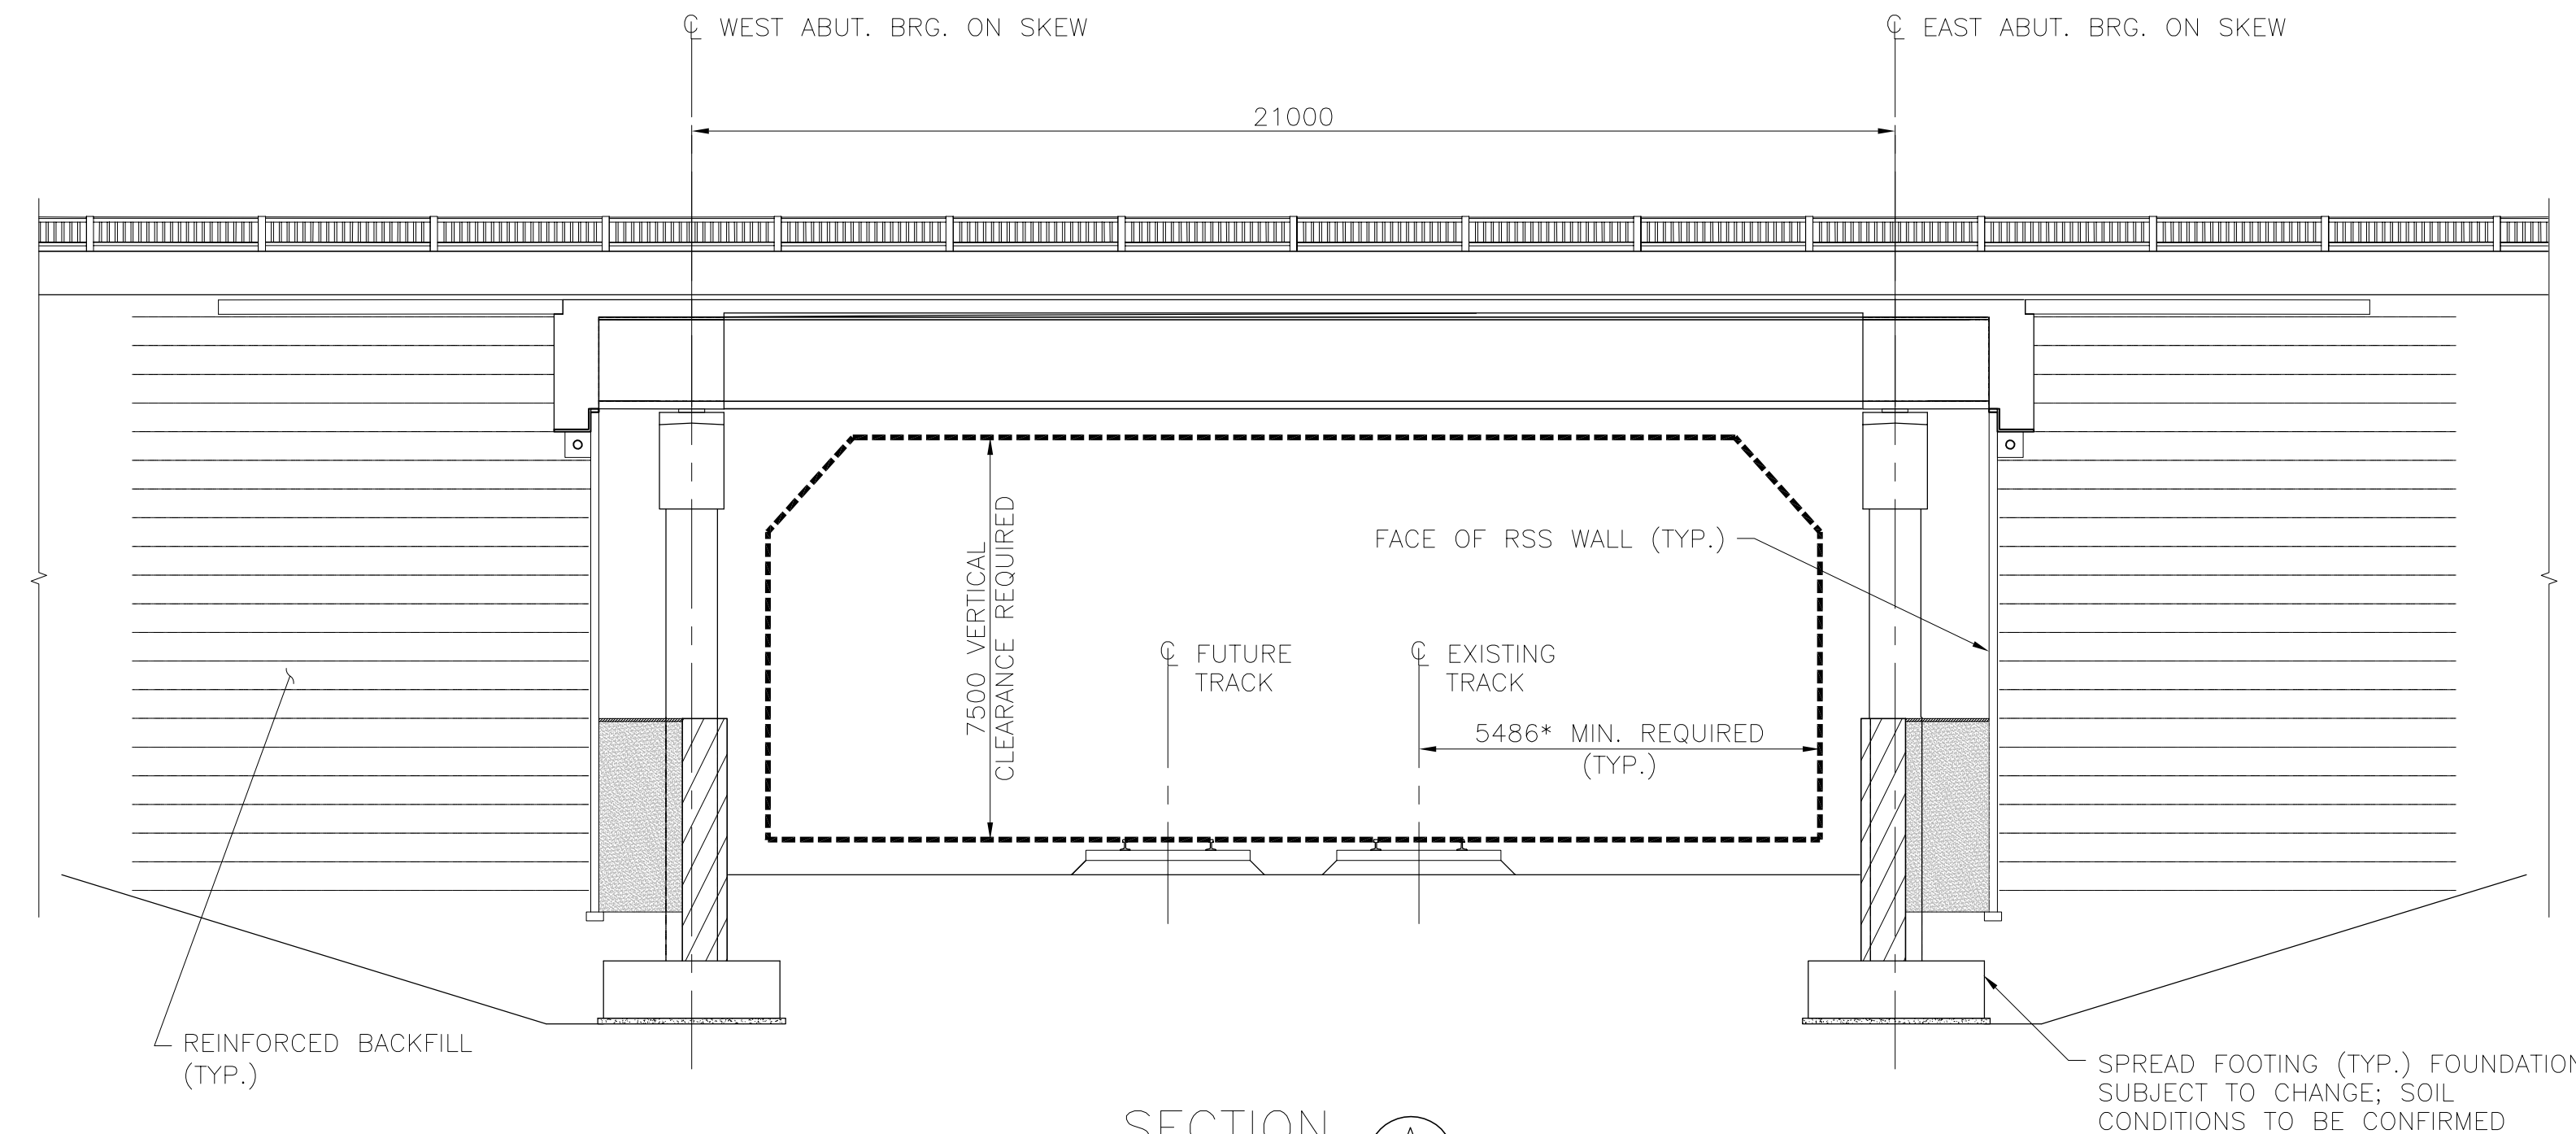 ℄ WEST ABUT. BRG. ON SKEW
℄ EAST ABUT. BRG. ON SKEW
21000
7500 VERTICAL
CLEARANCE REQUIRED
FACE OF RSS WALL (TYP.)
℄ FUTURE
TRACK
℄ EXISTING
TRACK
5486* MIN. REQUIRED
(TYP.)
REINFORCED BACKFILL
(TYP.)
SPREAD FOOTING (TYP.) FOUNDATION
SUBJECT TO CHANGE; SOIL
CONDITIONS TO BE CONFIRMED
SECTION